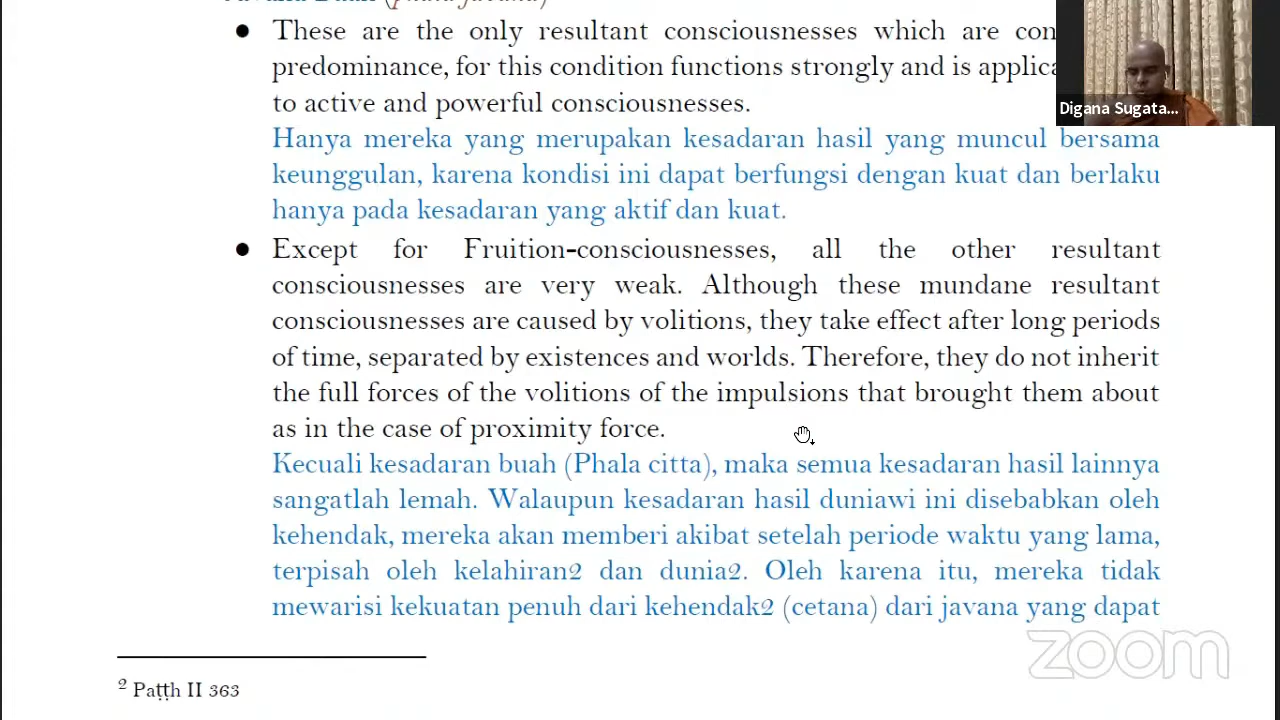 These are the only resultant consciousnesses which are con
predominance, for this condition functions strongly and is applica
to active and powerful consciousnesses.
Hanya mereka yang merupakan kesadaran hasil yang muncul bersama
keunggulan, karena kondisi ini dapat berfungsi dengan kuat dan berlaku
hanya pada kesadaran yang aktif dan kuat.
Except for Fruition-consciousnesses, all the other resultant
consciousnesses are very weak. Although these mundane resultant
consciousnesses are caused by volitions, they take effect after long periods
of time, separated by existences and worlds. Therefore, they do not inherit
the full forces of the volitions of the impulsions that brought them about
as in the case of proximity force.
Kecuali kesadaran buah (Phala citta), maka semua kesadaran hasil lainnya
sangatlah lemah. Walaupun kesadaran hasil duniawi ini disebabkan oleh
kehendak, mereka akan memberi akibat setelah periode waktu yang lama,
terpisah oleh kelahiran2 dan dunia2. Oleh karena itu, mereka tidak
mewarisi kekuatan penuh dari kehendak2 (cetana) dari javana yang dapat
2 Paṭṭh II 363
Digana Sugata...
zoom